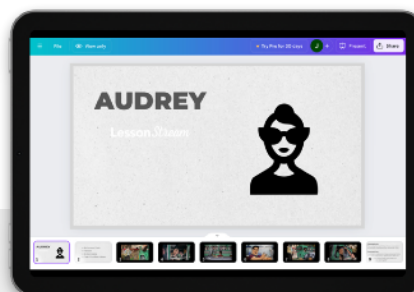 File
View only
Try Pro for 30 days
Present
Share
AUDREY
LessonStream